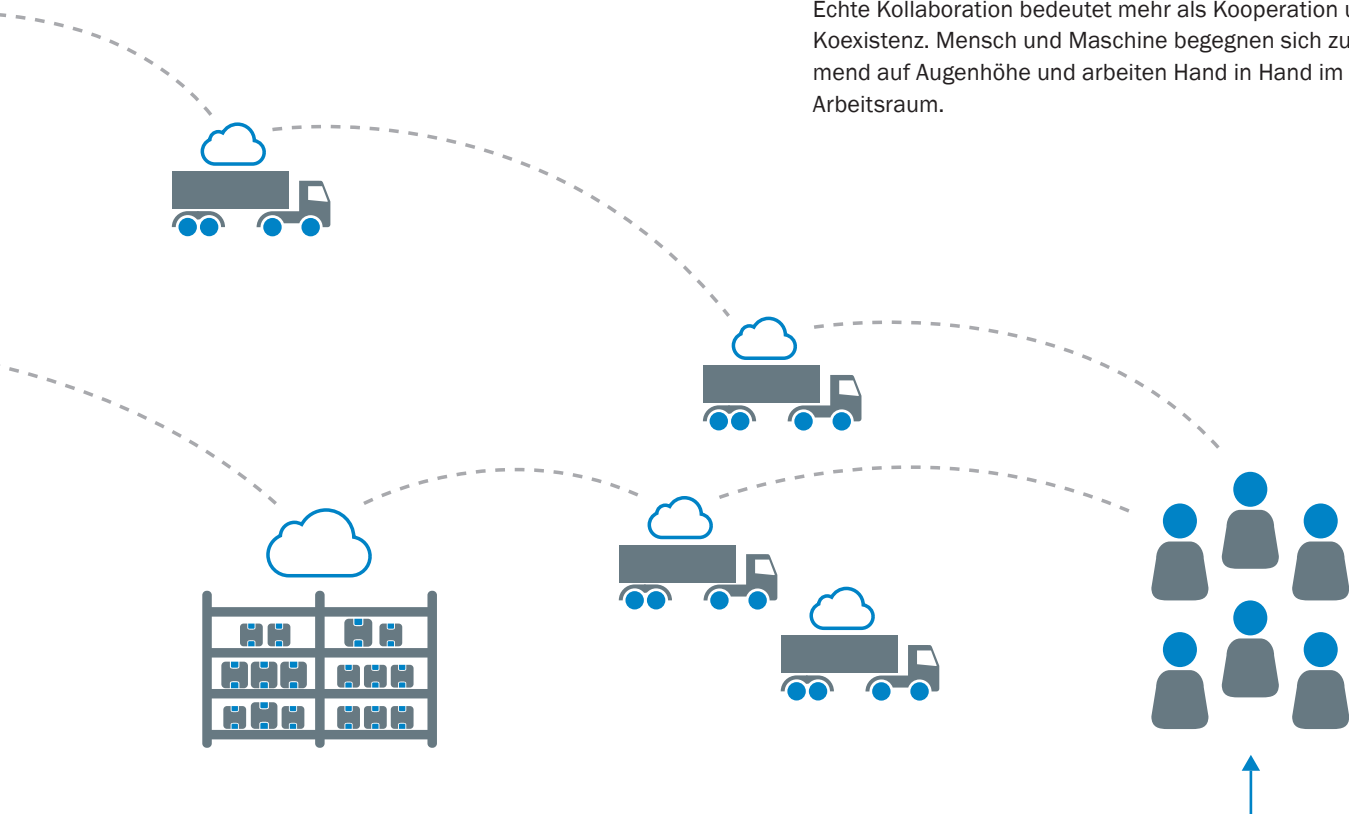 Echte Kollaboration bedeutet mehr als Kooperation
Koexistenz. Mensch und Maschine begegnen sich zu
mend auf Augenhöhe und arbeiten Hand in Hand im
Arbeitsraum.